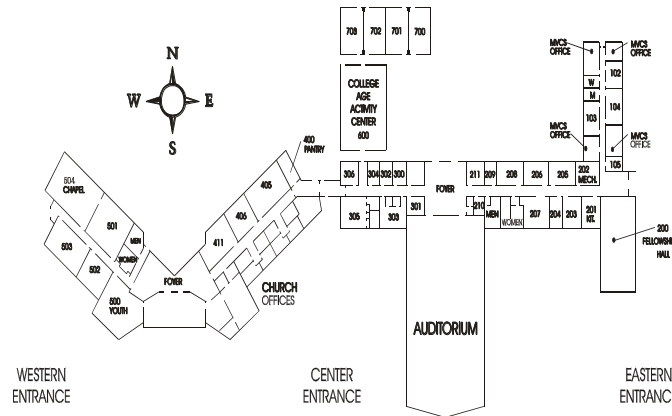 703 702 701 700
MVCS
OFFICE
MVCS
OFFICE
N
W E
S
COLLEGE
AGE
ACTIVITY
CENTER
600
W
M
102
103
104
MVCS
OFFICE
MVCS
OFFICE
105
400
PANTRY
504
CHAPEL
501
MEN
WOMEN
503
502
500
YOUTH
FOYER
405
406
411
CHURCH
OFFICES
306 304 302 300
FOYER
211 209 208 206 205
202
MECH.
305 303 301
210
MEN
WOMEN
207 204 203
201
KIT.
200
FELLOWSHI
HALL
AUDITORIUM
WESTERN
ENTRANCE
CENTER
ENTRANCE
EASTERN
ENTRANC